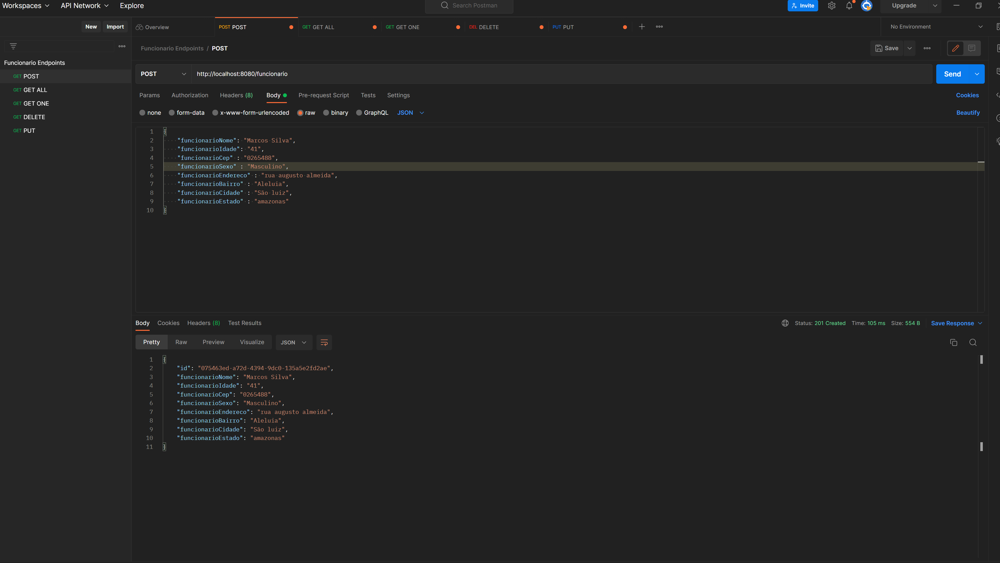 Workspaces API Network Explore Search Postman Invite Upgrade
New Import Overview POST POST GET GET ALL GET GET ONE DEL DELETE PUT PUT No Environment
Funcionario Endpoints / POST Save
Funcionario Endpoints
GET POST
GET GET ALL
GET GET ONE
GET DELETE
GET PUT
POST http://localhost:8080/funcionario Send
Params Authorization Headers (8) Body Pre-request Script Tests Settings Cookies
none form-data x-www-form-urlencoded raw binary GraphQL JSON Beautify
1 {
2 "funcionarioNome": "Marcos Silva",
3 "funcionarioIdade": "41",
4 "funcionarioCep" : "0265488",
5 "funcionarioSexo" : "Masculino",
6 "funcionarioEndereco" : "rua augusto almeida",
7 "funcionarioBairro" : "Aleluia",
8 "funcionarioCidade" : "São luiz",
9 "funcionarioEstado" : "amazonas"
10 }
Body Cookies Headers (8) Test Results Status: 201 Created Time: 105 ms Size: 554 B Save Response
Pretty Raw Preview Visualize JSON
1 {
2 "id": "075463ed-a72d-4394-9dc0-135a5e2fd2ae",
3 "funcionarioNome": "Marcos Silva",
4 "funcionarioIdade": "41",
5 "funcionarioCep": "0265488",
6 "funcionarioSexo": "Masculino",
7 "funcionarioEndereco": "rua augusto almeida",
8 "funcionarioBairro": "Aleluia",
9 "funcionarioCidade": "São luiz",
10 "funcionarioEstado": "amazonas"
11 }